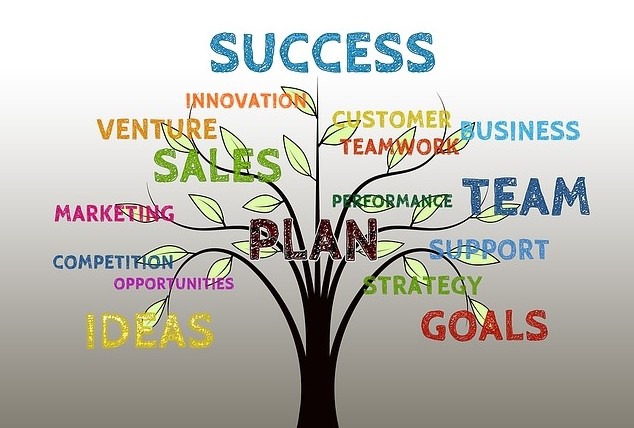 SUCCESS
INNOVATION
CUSTOMER
VENTURE
BUSINESS
TEAMWORK
SALES
PERFORMANCE
TEAM
MARKETING
PLAN
SUPPORT
COMPETITION
OPPORTUNITIES
STRATEGY
IDEAS
GOALS